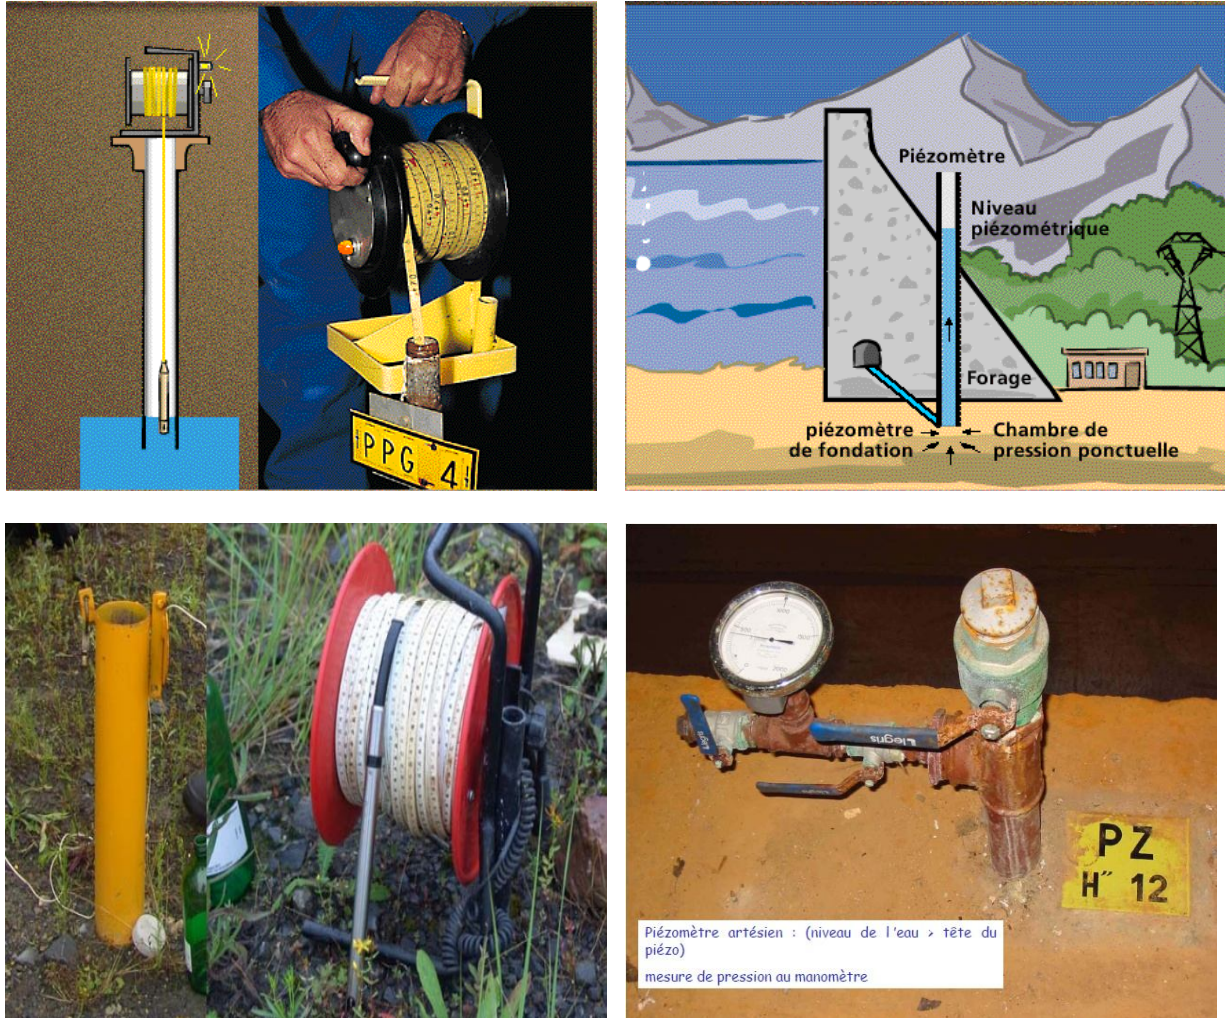 PPG 4
Piézomètre
Niveau
piézométrique
Forage
piézomètre
de fondation
Chambre de
pression ponctuelle
Liegris
PZ
H" 12
Piézomètre artésien : (niveau de l'eau > tête du
piézo)
mesure de pression au manomètre